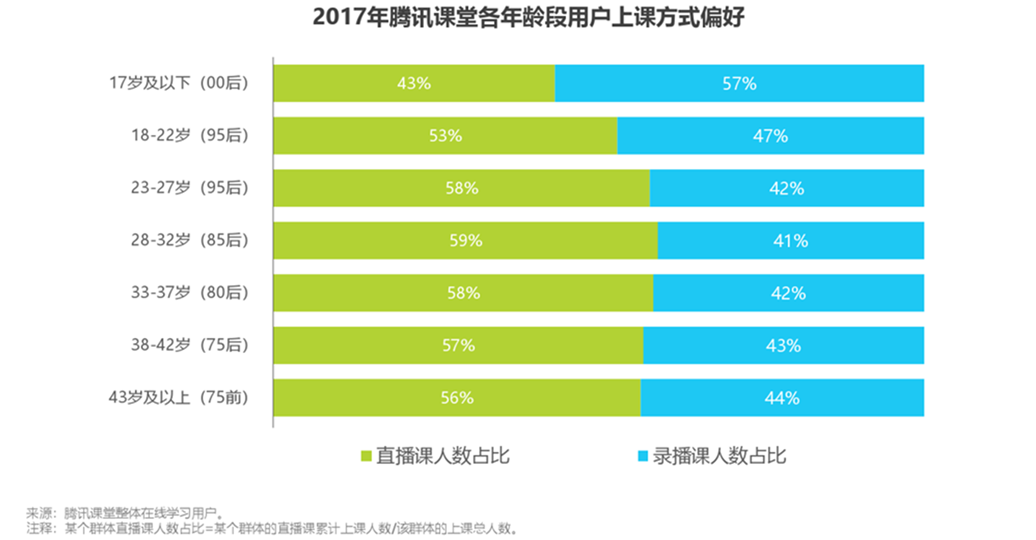 2017年腾讯课堂各年龄段用户上课方式偏好
17岁及以下（00后） 43% 57%
18-22岁（95后） 53% 47%
23-27岁（95后） 58% 42%
28-32岁（85后） 59% 41%
33-37岁（80后） 58% 42%
38-42岁（75后） 57% 43%
43岁及以上（75前） 56% 44%
直播课人数占比 录播课人数占比
来源：腾讯课堂整体在线学习用户。
注释：某个群体直播课人数占比=某个群体的直播课累计上课人数/该群体的上课总人数。